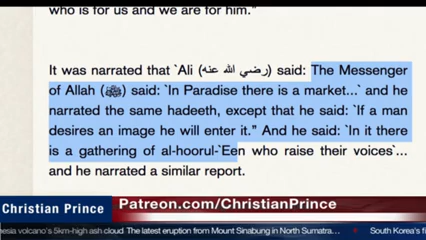 who is for us and we are for him."
It was narrated that `Ali (رضي الله عنه) said: The Messenger
of Allah (ﷺ) said: `In Paradise there is a market...` and he
narrated the same hadeeth, except that he said: `If a man
desires an image he will enter it." And he said: `In it there
is a gathering of al-hoorul-`Een who raise their voices`...
and he narrated a similar report.
Christian Prince
Patreon.com/ChristianPrince
nesia volcano's 5km-high ash cloud The latest eruption from Mount Sinabung in North Sumatra... South Korea's fi